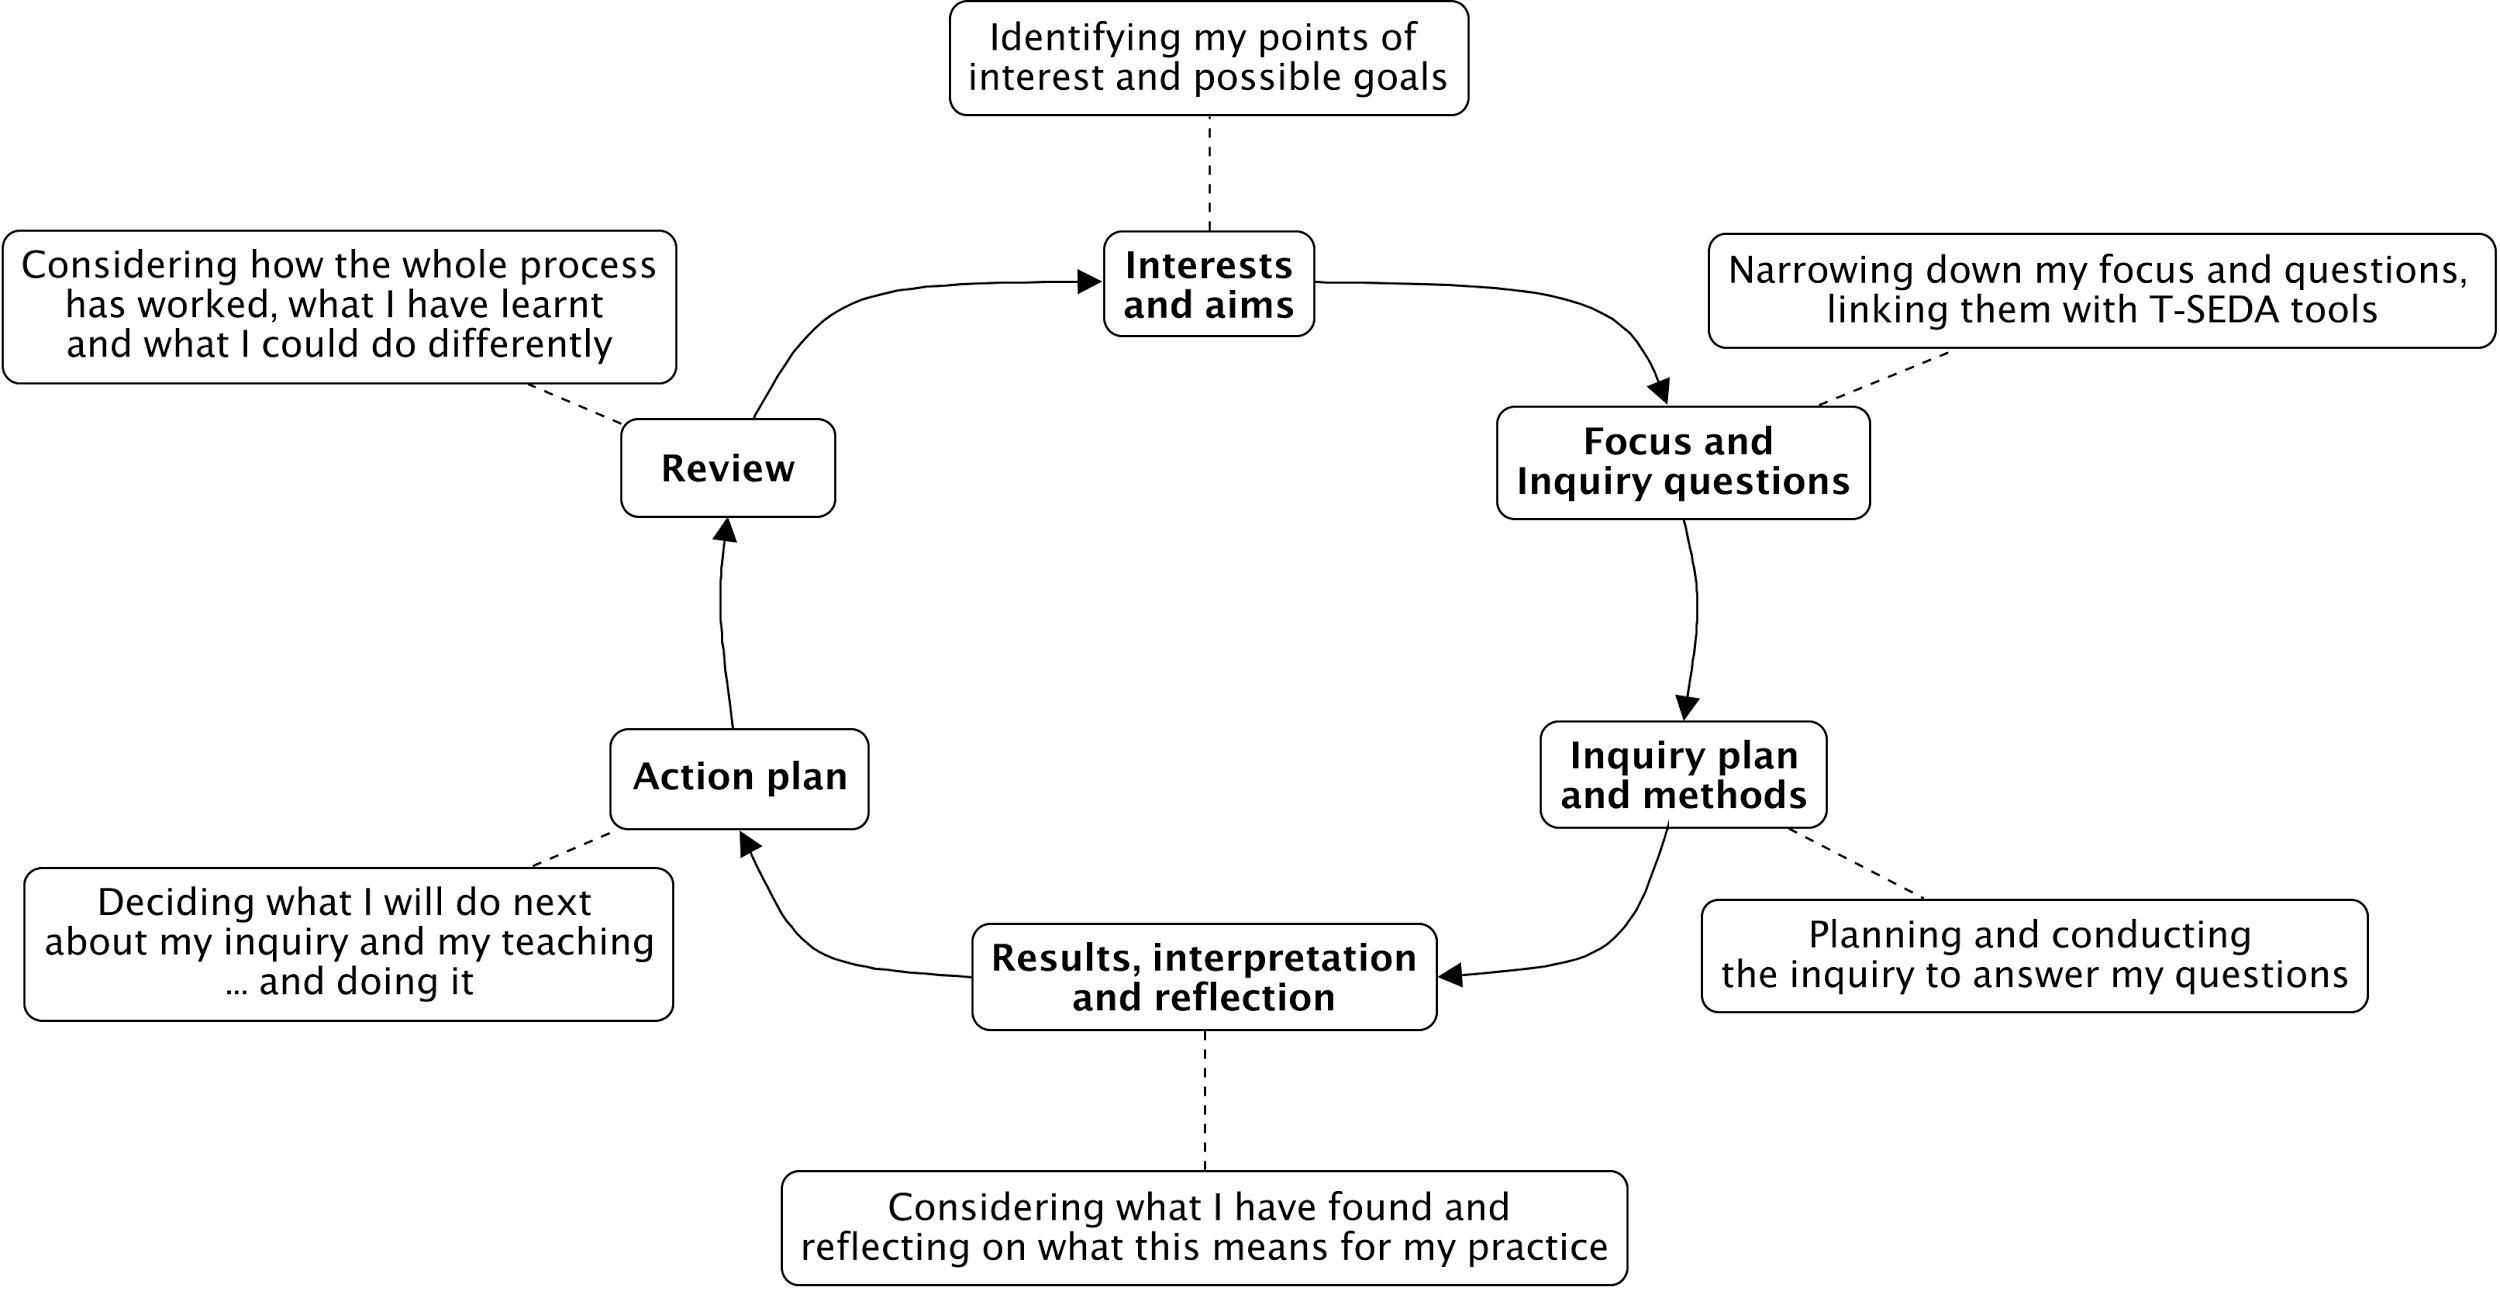 Identifying my points of
interest and possible goals
Interests
and aims
Narrowing down my focus and questions,
linking them with T-SEDA tools
Focus and
Inquiry questions
Inquiry plan
and methods
Planning and conducting
the inquiry to answer my questions
Results, interpretation
and reflection
Considering what I have found and
reflecting on what this means for my practice
Action plan
Deciding what I will do next
about my inquiry and my teaching
... and doing it
Review
Considering how the whole process
has worked, what I have learnt
and what I could do differently